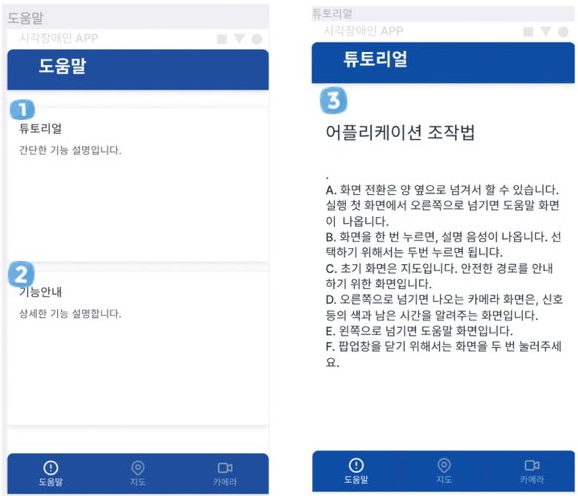 도움말
시각장애인 APP
도움말
1
튜토리얼
간단한 기능 설명입니다.
2
기능안내
상세한 기능 설명합니다.
도움말
지도
카메라
튜토리얼
시각장애인 APP
튜토리얼
3
어플리케이션 조작법
.
A. 화면 전환은 양 옆으로 넘겨서 할 수 있습니다.
실행 첫 화면에서 오른쪽으로 넘기면 도움말 화면
이 나옵니다.
B. 화면을 한 번 누르면, 설명 음성이 나옵니다. 선
택하기 위해서는 두번 누르면 됩니다.
C. 초기 화면은 지도입니다. 안전한 경로를 안내
하기 위한 화면입니다.
D. 오른쪽으로 넘기면 나오는 카메라 화면은, 신호
등의 색과 남은 시간을 알려주는 화면입니다.
E. 왼쪽으로 넘기면 도움말 화면입니다.
F. 팝업창을 닫기 위해서는 화면을 두 번 눌러주세
요.
도움말
지도
카메라